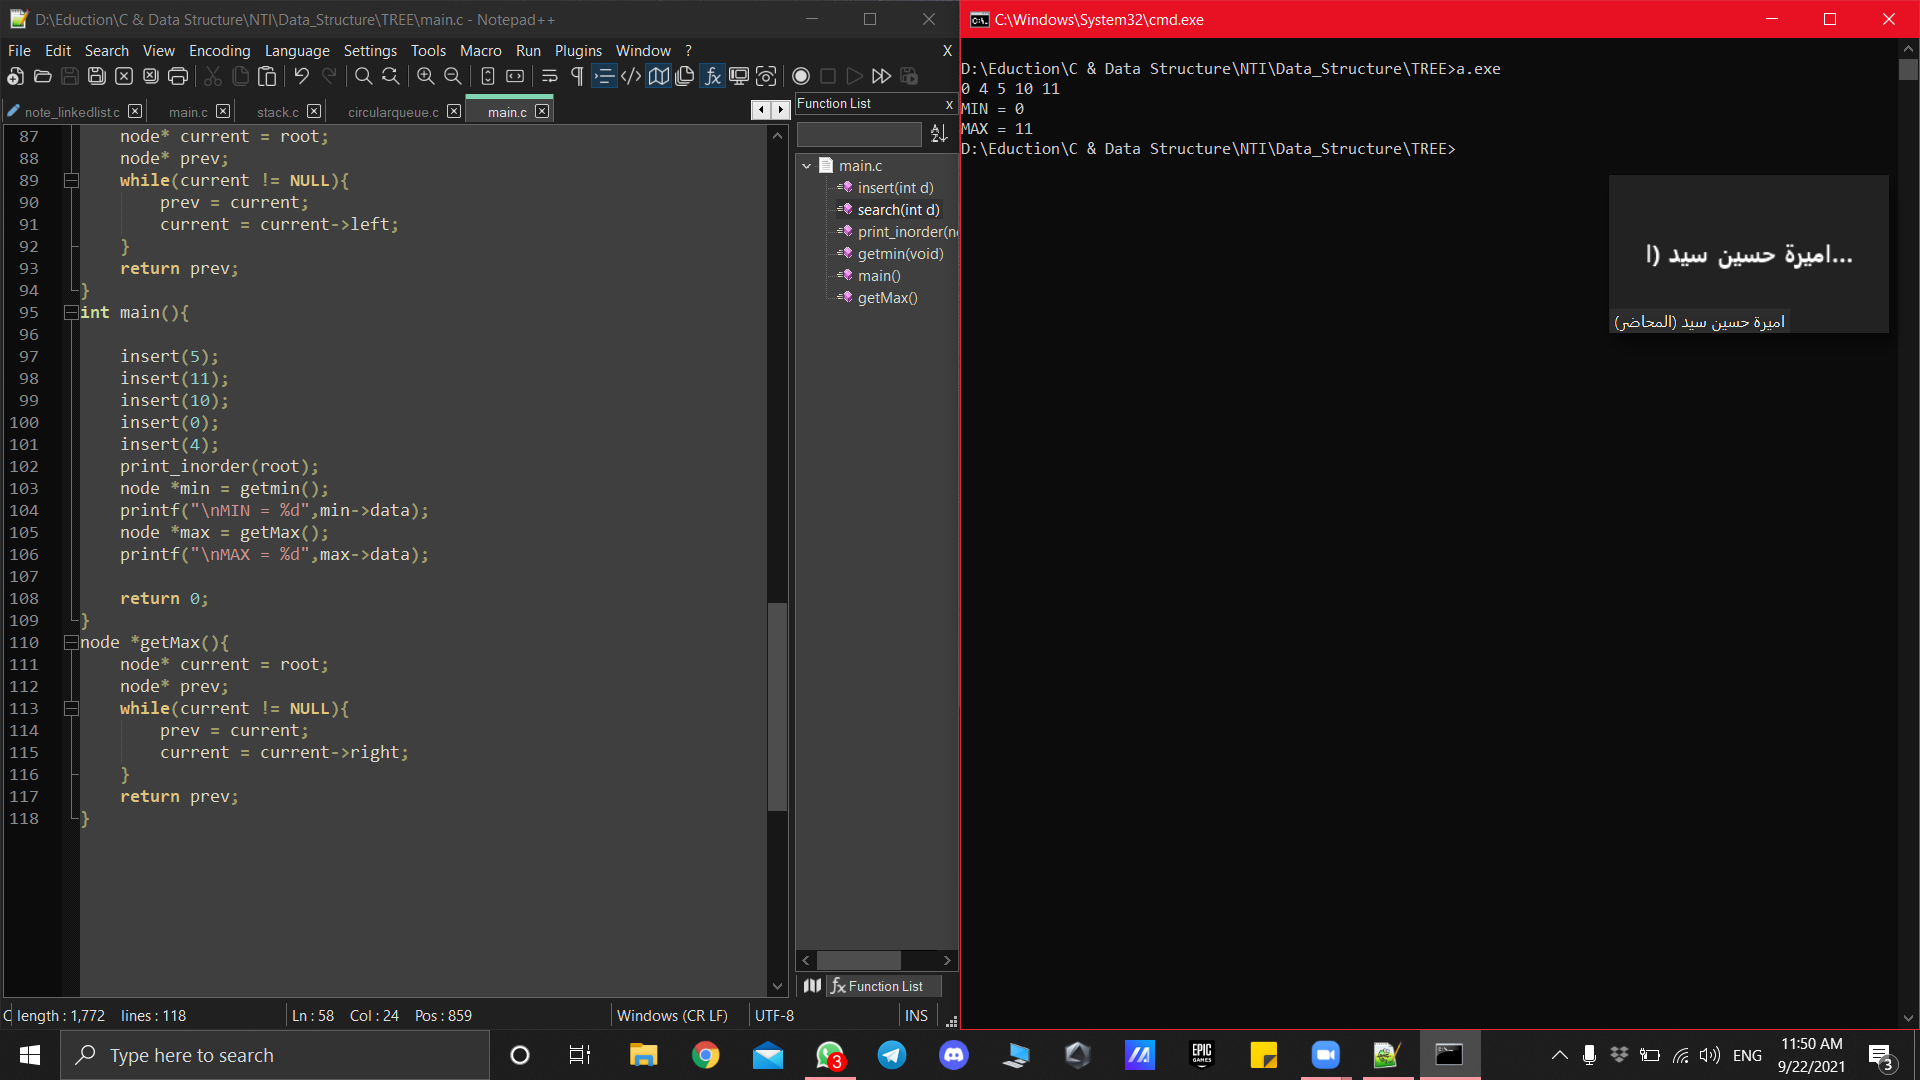 D:\Eduction\C & Data Structure\NTI\Data_Structure\TREE\main.c - Notepad++
File Edit Search View Encoding Language Settings Tools Macro Run Plugins Window ? X
note_linkedlist.c main.c stack.c circularqueue.c main.c
87 node* current = root;
88 node* prev;
89 while(current != NULL){
90 prev = current;
91 current = current->left;
92 }
93 return prev;
94 }
95 int main(){
96
97 insert(5);
98 insert(11);
99 insert(10);
100 insert(0);
101 insert(4);
102 print_inorder(root);
103 node *min = getmin();
104 printf("\nMIN = %d",min->data);
105 node *max = getMax();
106 printf("\nMAX = %d",max->data);
107
108 return 0;
109 }
110 node *getMax(){
111 node* current = root;
112 node* prev;
113 while(current != NULL){
114 prev = current;
115 current = current->right;
116 }
117 return prev;
118 }
Function List x
main.c
insert(int d)
search(int d)
print_inorder(n
getmin(void)
main()
getMax()
Function List
C length : 1,772 lines : 118 Ln : 58 Col : 24 Pos : 859 Windows (CR LF) UTF-8 INS
C:\Windows\System32\cmd.exe
D:\Eduction\C & Data Structure\NTI\Data_Structure\TREE>a.exe
0 4 5 10 11
MIN = 0
MAX = 11
D:\Eduction\C & Data Structure\NTI\Data_Structure\TREE>
اميرة حسين سيد (ا...
اميرة حسين سيد (المحاضر)
Type here to search
EPIC GAMES
3
ENG
11:50 AM
9/22/2021
3